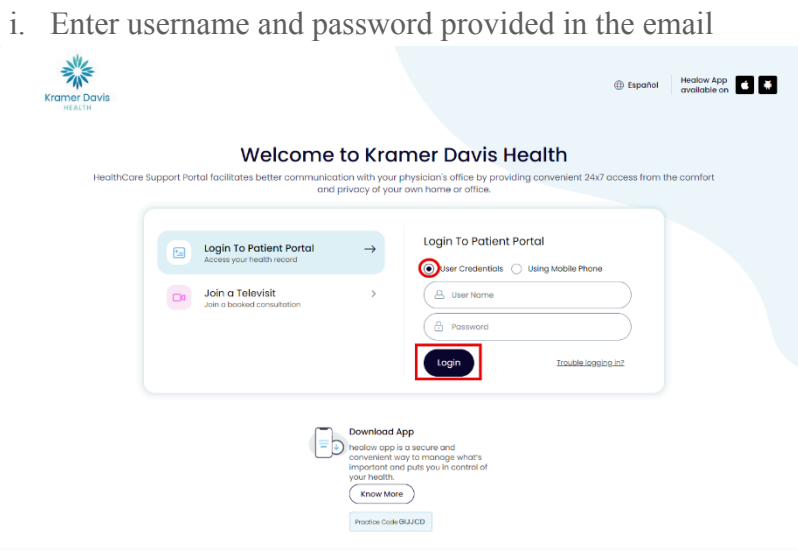 i. Enter username and password provided in the email
Kramer Davis
HEALTH
Español
Healow App
available on
Welcome to Kramer Davis Health
HealthCare Support Portal facilitates better communication with your physician's office by providing convenient 24x7 access from the comfort
and privacy of your own home or office.
Login To Patient Portal
Access your health record
Join a Televisit
Join a booked consultation
Login To Patient Portal
User Credentials
Using Mobile Phone
User Name
Password
Login
Trouble logging in?
Download App
healow app is a secure and
convenient way to manage what's
important and puts you in control of
your health.
Know More
Practice Code GIJJCD